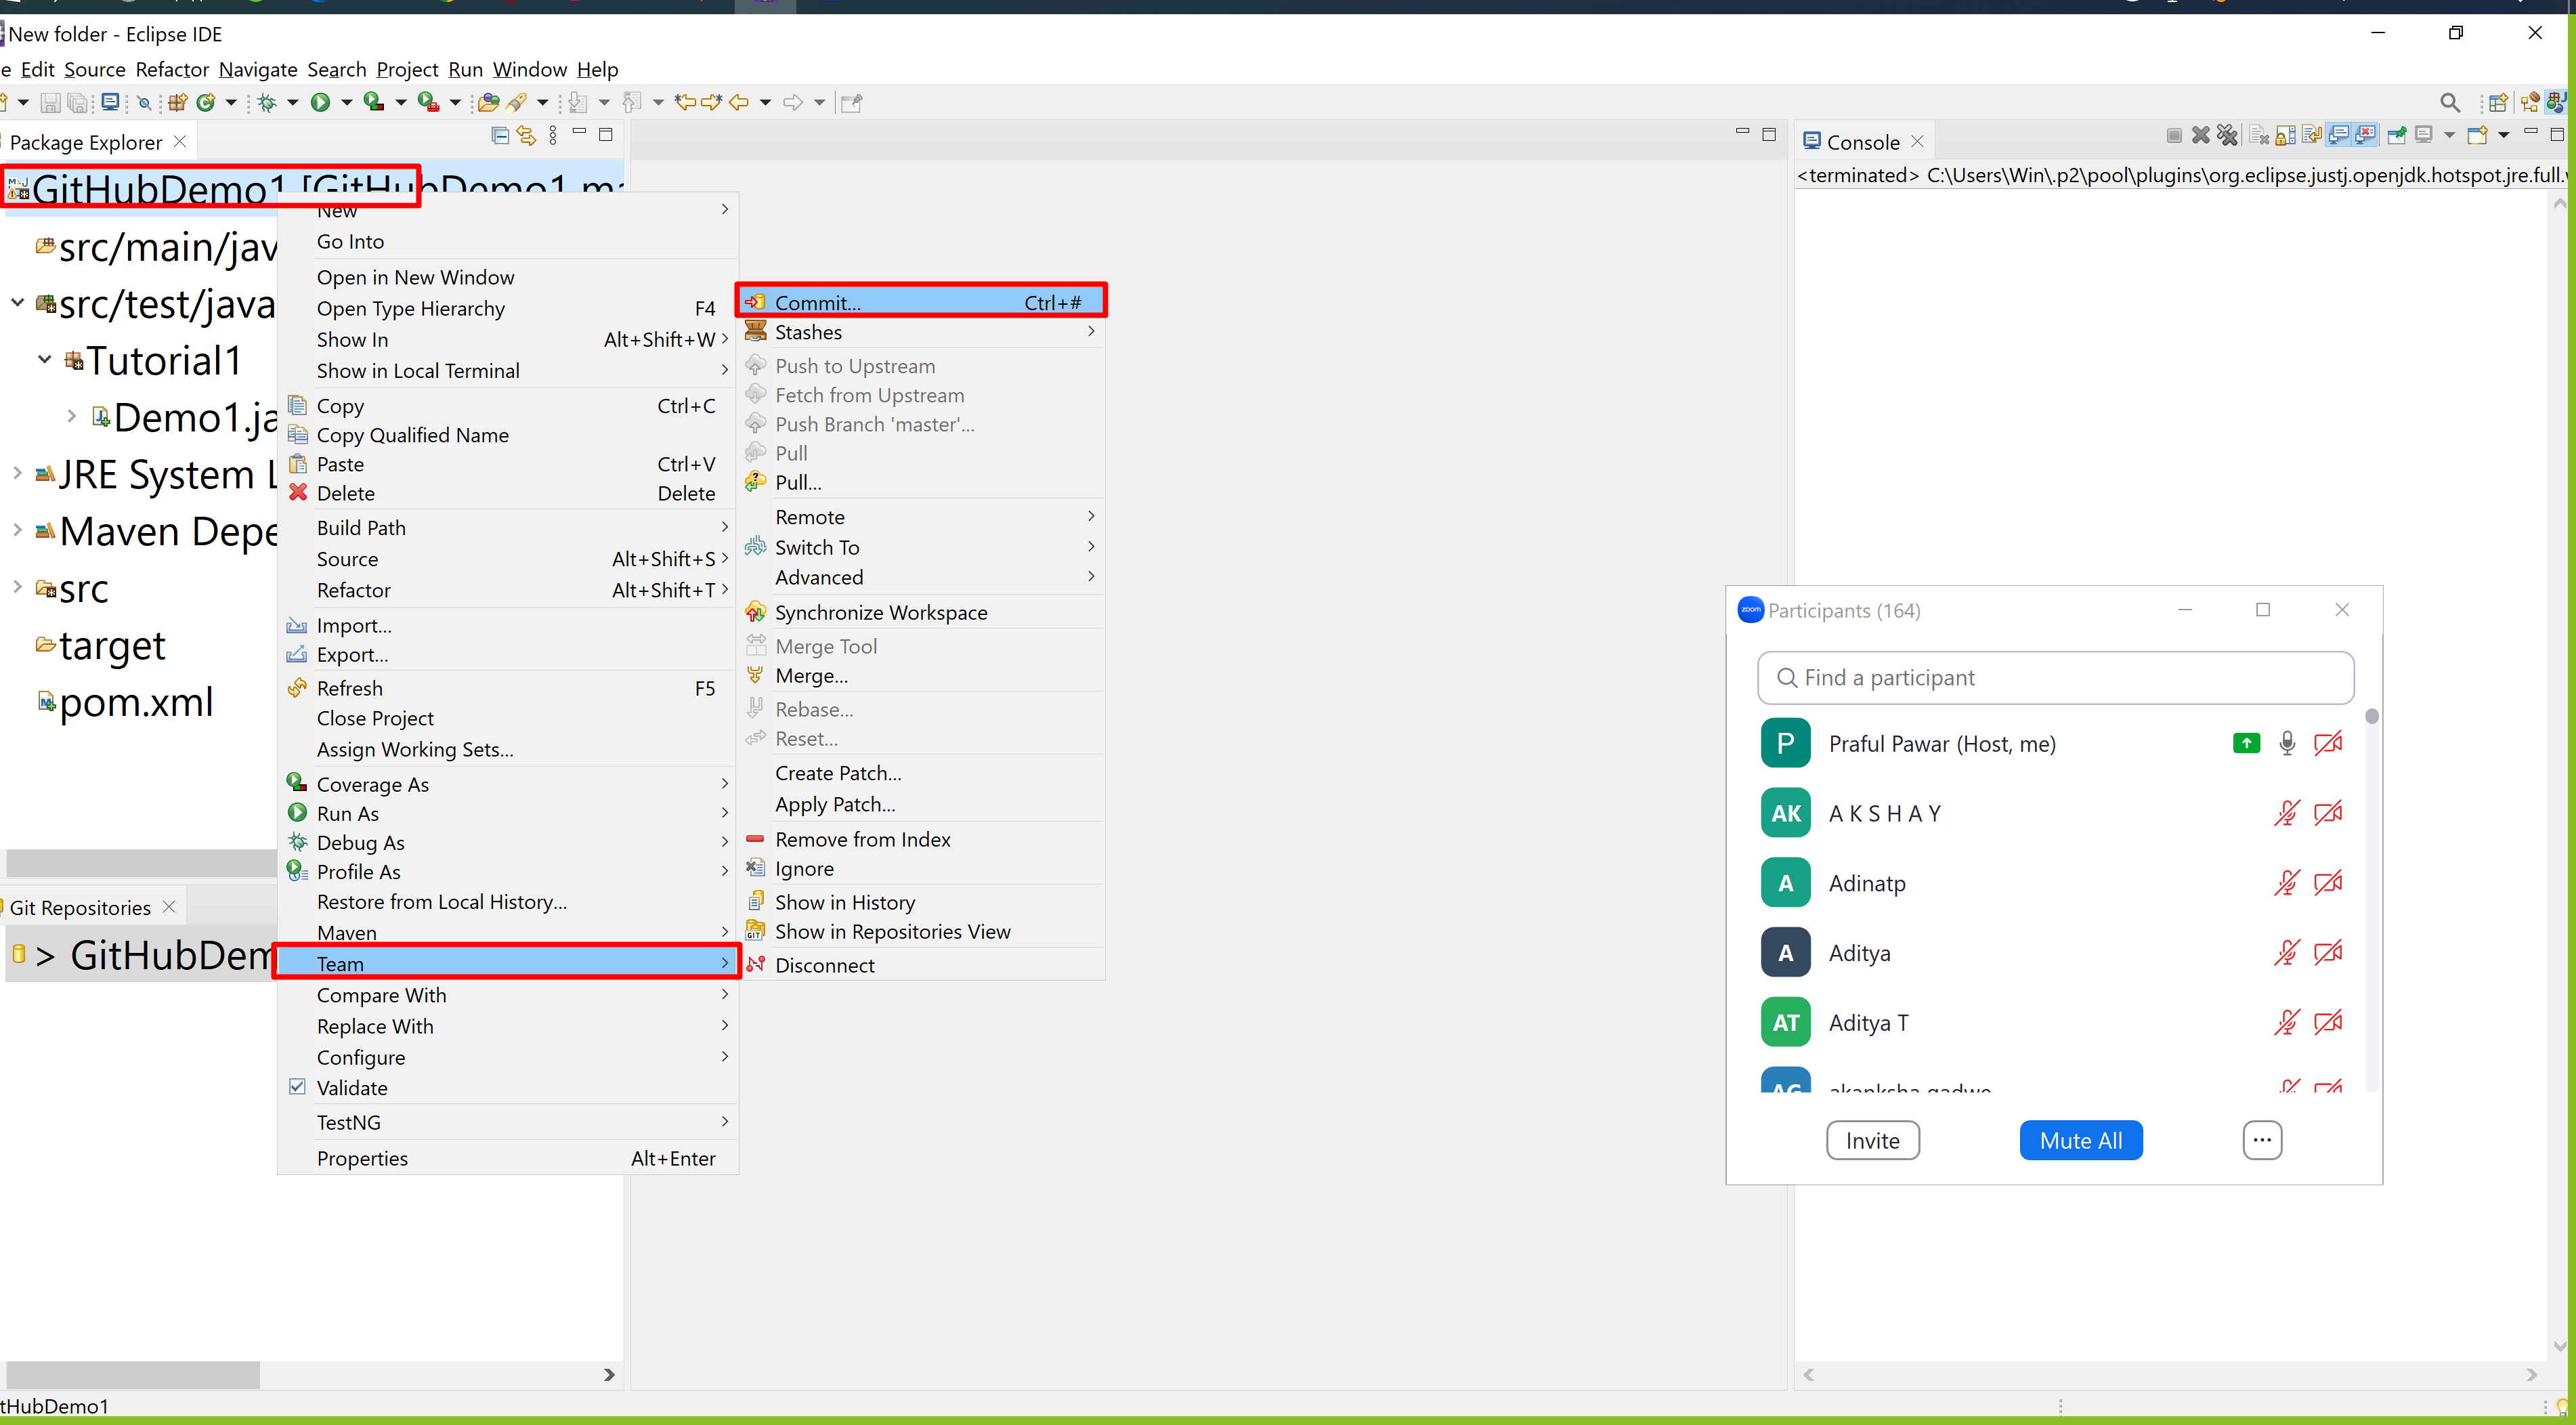 New folder - Eclipse IDE
e Edit Source Refactor Navigate Search Project Run Window Help
Package Explorer
GitHubDemo1 [GitHubDemo1 ma
src/main/jav
src/test/java
Tutorial1
Demo1.ja
JRE System L
Maven Depe
src
target
pom.xml
Git Repositories
> GitHubDem
tHubDemo1
New
Go Into
Open in New Window
Open Type Hierarchy F4
Show In Alt+Shift+W
Show in Local Terminal
Copy Ctrl+C
Copy Qualified Name
Paste Ctrl+V
Delete Delete
Build Path
Source Alt+Shift+S
Refactor Alt+Shift+T
Import...
Export...
Refresh F5
Close Project
Assign Working Sets...
Coverage As
Run As
Debug As
Profile As
Restore from Local History...
Maven
Team
Compare With
Replace With
Configure
Validate
TestNG
Properties Alt+Enter
Commit... Ctrl+#
Stashes
Push to Upstream
Fetch from Upstream
Push Branch 'master'...
Pull
Pull...
Remote
Switch To
Advanced
Synchronize Workspace
Merge Tool
Merge...
Rebase...
Reset...
Create Patch...
Apply Patch...
Remove from Index
Ignore
Show in History
Show in Repositories View
Disconnect
Console
<terminated> C:\Users\Win\.p2\pool\plugins\org.eclipse.justj.openjdk.hotspot.jre.full.
zoom Participants (164)
Find a participant
P Praful Pawar (Host, me)
AK A K S H A Y
A Adinatp
A Aditya
AT Aditya T
AG akanksha gadwe
Invite Mute All